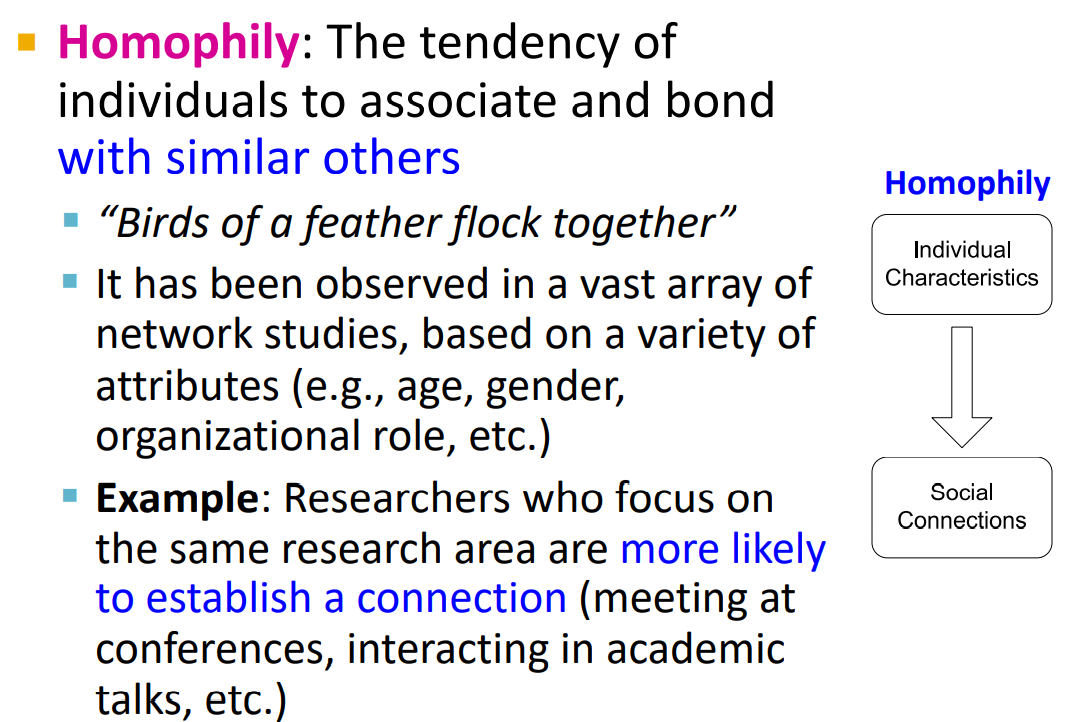 Homophily: The tendency of
individuals to associate and bond
with similar others
“Birds of a feather flock together”
It has been observed in a vast array of
network studies, based on a variety of
attributes (e.g., age, gender,
organizational role, etc.)
Example: Researchers who focus on
the same research area are more likely
to establish a connection (meeting at
conferences, interacting in academic
talks, etc.)
Homophily
Individual
Characteristics
Social
Connections